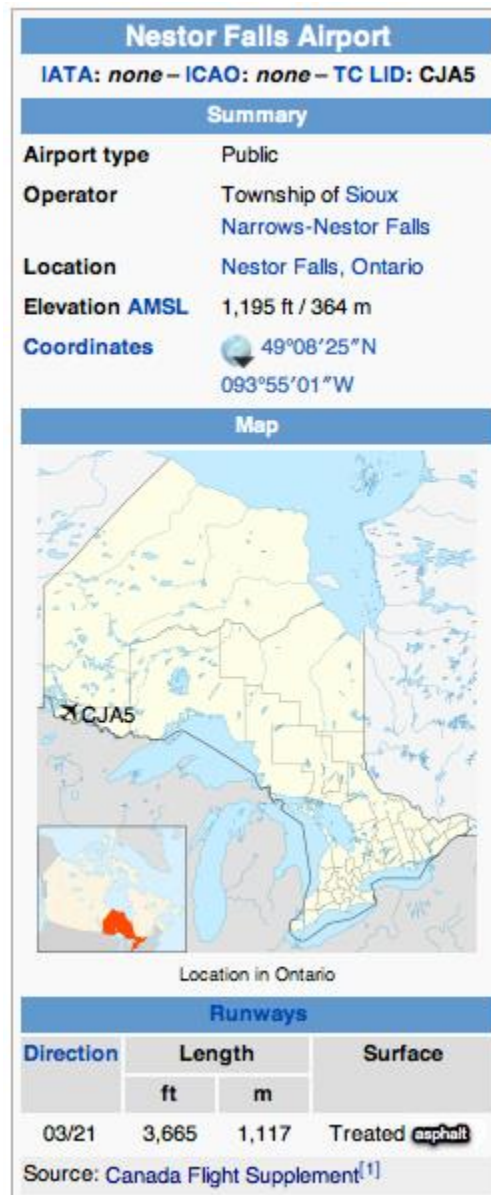 Nestor Falls Airport
IATA: none – ICAO: none – TC LID: CJA5
Summary
Airport type Public
Operator Township of Sioux
Narrows-Nestor Falls
Location Nestor Falls, Ontario
Elevation AMSL 1,195 ft / 364 m
Coordinates 49°08′25″N
093°55′01″W
Map
CJA5
Location in Ontario
Runways
Direction Length Surface
ft m
03/21 3,665 1,117 Treated asphalt
Source: Canada Flight Supplement[1]